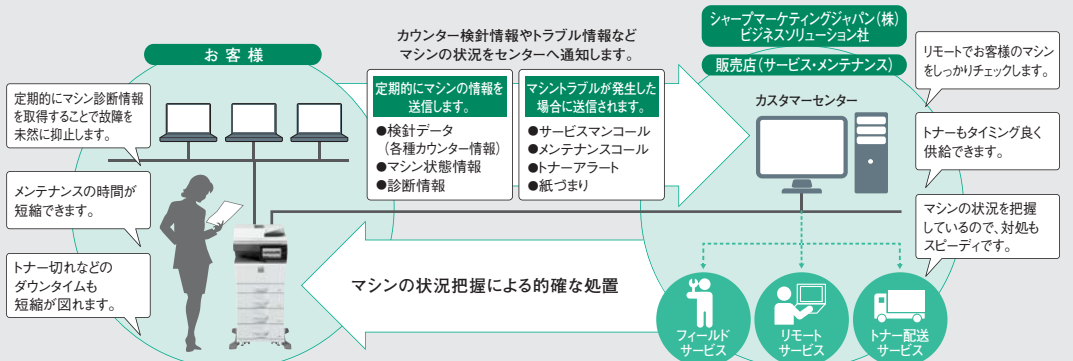 お客様
定期的にマシン診断情報
を取得することで故障を
未然に抑止します。
メンテナンスの時間が
短縮できます。
トナー切れなどの
ダウンタイムも
短縮が図れます。
カウンター検針情報やトラブル情報など
マシンの状況をセンターへ通知します。
定期的にマシンの情報を
送信します。
●検針データ
(各種カウンター情報)
●マシン状態情報
●診断情報
マシントラブルが発生した
場合に送信されます。
●サービスマンコール
●メンテナンスコール
●トナーアラート
●紙づまり
マシンの状況把握による的確な処置
シャープマーケティングジャパン(株)
ビジネスソリューション社
販売店(サービス・メンテナンス)
カスタマーセンター
リモートでお客様のマシン
をしっかりチェックします。
トナーもタイミング良く
供給できます。
マシンの状況を把握
しているので、対処も
スピーディです。
フィールド
サービス
リモート
サービス
トナー配送
サービス